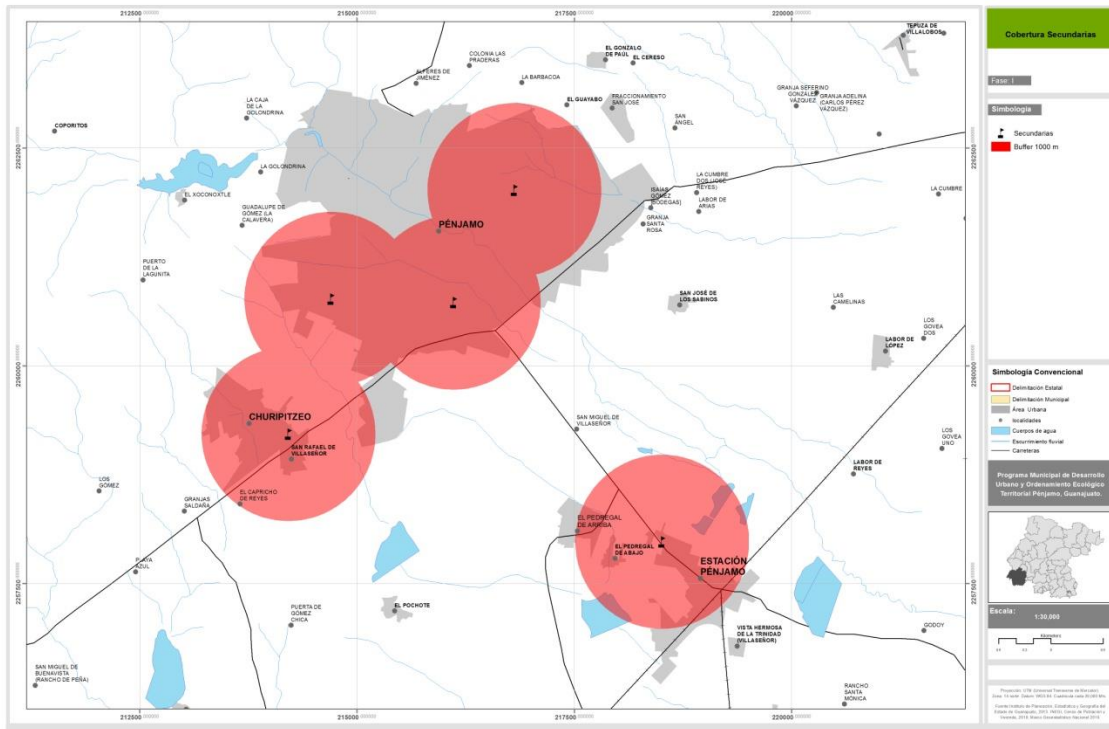 212500
215000
217500
220000
TEPUZA DE
VILLALOBOS
COLONIA LAS
PRADERAS
EL GONZALO
DE PAÚL
EL CERESO
ALFERES DE
JIMÉNEZ
LA BARBACOA
GRANJA SEFERINO
GONZÁLEZ
VÁZQUEZ
GRANJA ADELINA
(CARLOS PÉREZ
VÁZQUEZ)
LA CAJA
DE LA
GOLONDRINA
EL GUAYABO
FRACCIONAMIENTO
SAN JOSÉ
SAN
ÁNGEL
COPORITOS
2262500
2262500
LA GOLONDRINA
EL XOCONOXTLE
GUADALUPE DE
GÓMEZ (LA
CALAVERA)
ISAÍAS
GÓMEZ
(BODEGAS)
LA CUMBRE
DOS (JOSÉ
REYES)
LABOR DE
ARIAS
LA CUMBRE
GRANJA
SANTA
ROSA
PÉNJAMO
PUERTO
DE LA
LAGUNITA
SAN JOSÉ DE
LOS SABINOS
LAS
CAMELINAS
LOS
GOVEA
DOS
LABOR DE
LÓPEZ
2260000
2260000
CHURIPITZEO
SAN RAFAEL DE
VILLASEÑOR
SAN MIGUEL DE
VILLASEÑOR
LOS
GOVEA
UNO
LABOR DE
REYES
LOS
GÓMEZ
GRANJAS
SALDAÑA
EL CAPRICHO
DE REYES
EL PEDREGAL
DE ARRIBA
EL PEDREGAL
DE ABAJO
ESTACIÓN
PÉNJAMO
PLAYA
AZUL
2257500
2257500
PUERTA DE
GÓMEZ
CHICA
EL POCHOTE
VISTA HERMOSA
DE LA TRINIDAD
(VILLASEÑOR)
GODOY
SAN MIGUEL DE
BUENAVISTA
(RANCHO DE PEÑA)
RANCHO
SANTA
MÓNICA
212500
215000
217500
220000
Cobertura Secundarias
Fase: I
Simbología
Secundarias
Buffer 1000 m
Simbología Convencional
Delimitación Estatal
Delimitación Municipal
Área Urbana
localidades
Cuerpos de agua
Escurrimiento fluvial
Carreteras
Programa Municipal de Desarrollo
Urbano y Ordenamiento Ecológico
Territorial Pénjamo, Guanajuato.
Escala:
1:30,000
Kilometers